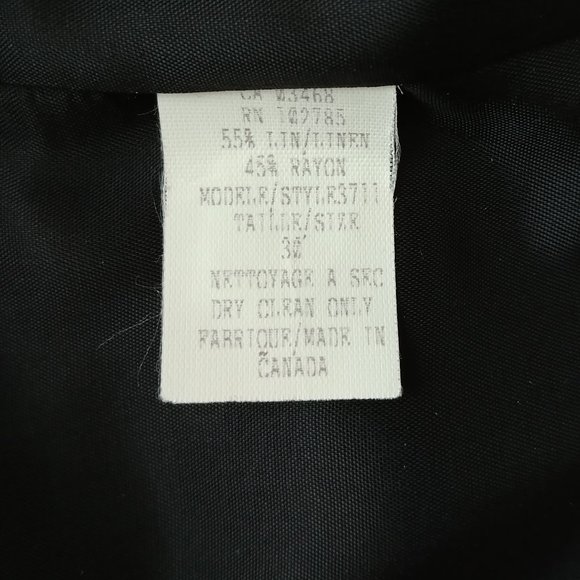 CA 03468
RN 102785
55% LIN/LINEN
45% RAYON
MODELE/STYLE3711
TAILLE/SIZE
30
NETTOYAGE A SEC
DRY CLEAN ONLY
FABRIQUE/MADE IN
CANADA